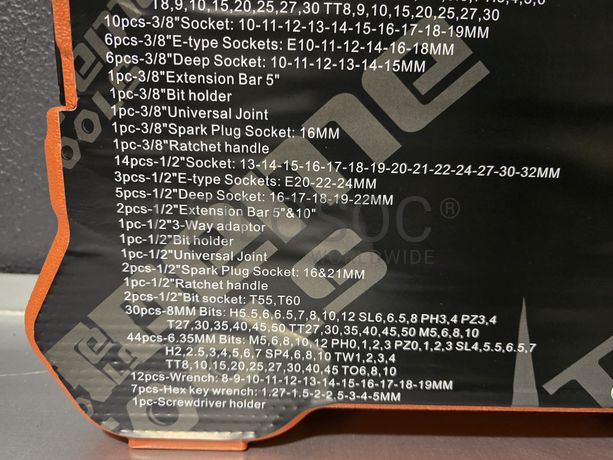 T8,9,10,15,20,25,27,30 TT8,9,10,15,20,25,27,30
10pcs-3/8"Socket: 10-11-12-13-14-15-16-17-18-19MM
6pcs-3/8"E-type Sockets: E10-11-12-14-16-18MM
6pcs-3/8"Deep Socket: 10-11-12-13-14-15MM
1pc-3/8"Extension Bar 5"
1pc-3/8"Bit holder
1pc-3/8"Universal Joint
1pc-3/8"Spark Plug Socket: 16MM
1pc-3/8"Ratchet handle
14pcs-1/2"Socket: 13-14-15-16-17-18-19-20-21-22-24-27-30-32MM
3pcs-1/2"E-type Sockets: E20-22-24MM
5pcs-1/2"Deep Socket: 16-17-18-19-22MM
2pcs-1/2"Extension Bar 5"&10"
1pc-1/2"3-Way adaptor
1pc-1/2"Bit holder
1pc-1/2"Universal Joint
2pcs-1/2"Spark Plug Socket: 16&21MM
1pc-1/2"Ratchet handle
2pcs-1/2"Bit socket: T55,T60
30pcs-8MM Bits: H5.5,6,6.5,7,8,10,12 SL6,6.5,8 PH3,4 PZ3,4
T27,30,35,40,45,50 TT27,30,35,40,45,50 M5,6,8,10
44pcs-6.35MM Bits: M5,6,8,10,12 PH0,1,2,3 PZ0,1,2,3 SL4,5.5,6.5,7
H2,2.5,3,4,5,6,7 SP4,6,8,10 TW1,2,3,4
TT8,10,15,20,25,27,30,40,45 TO6,8,10
12pcs-Wrench: 8-9-10-11-12-13-14-15-16-17-18-19MM
7pcs-Hex key wrench: 1.27-1.5-2-2.5-3-4-5MM
1pc-Screwdriver holder
WORLDWIDE